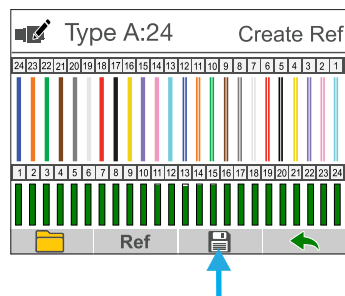 Type A:24 Create Ref
24 23 22 21 20 19 18 17 16 15 14 13 12 11 10 9 8 7 6 5 4 3 2 1
1 2 3 4 5 6 7 8 9 10 11 12 13 14 15 16 17 18 19 20 21 22 23 24
Ref